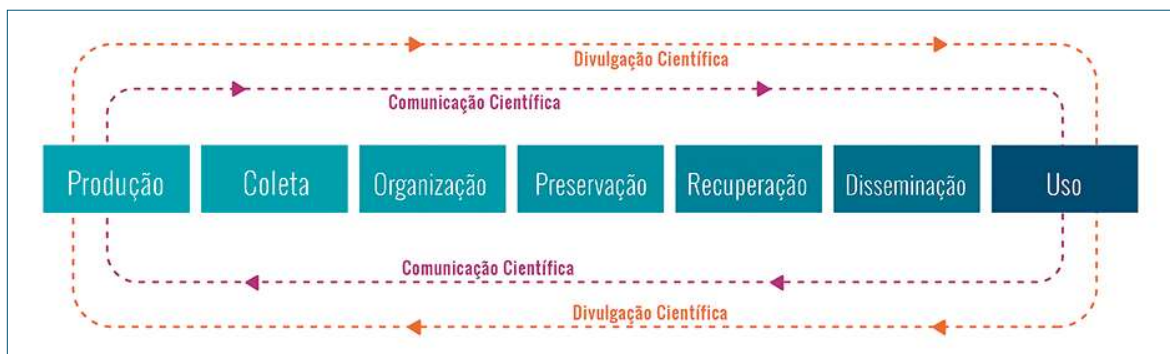 Divulgação Científica
Comunicação Científica
Produção
Coleta
Organização
Preservação
Recuperação
Disseminação
Uso
Comunicação Científica
Divulgação Científica